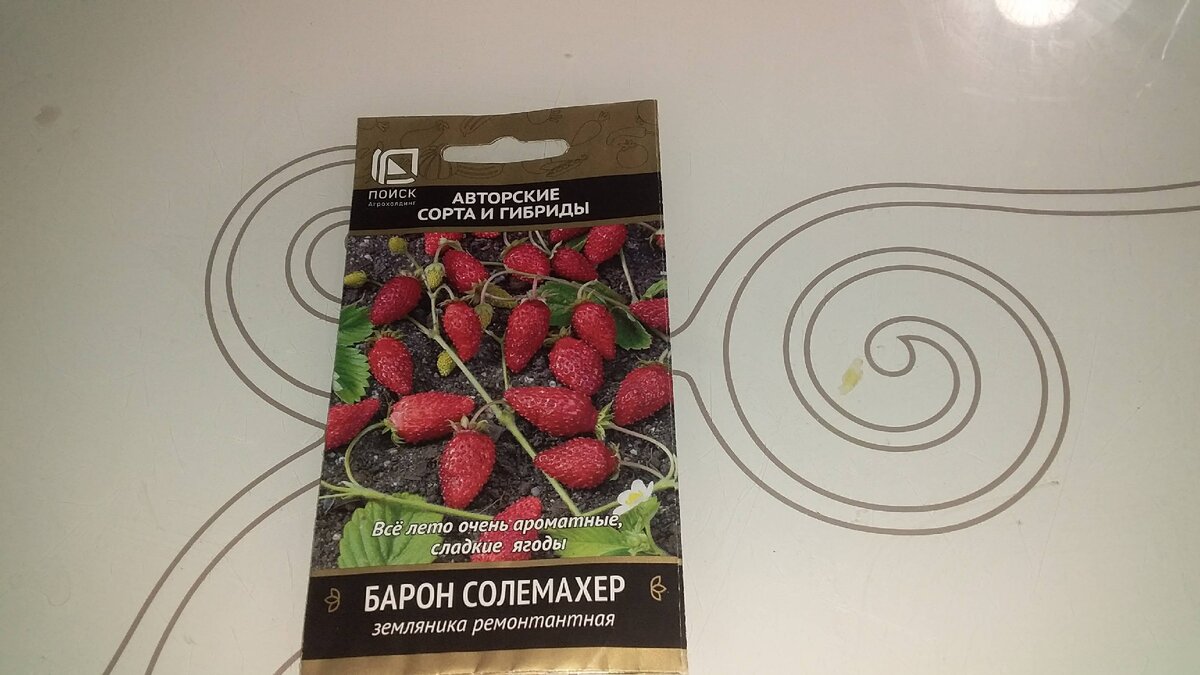 ПОИСК
Агрохолдинг
АВТОРСКИЕ
СОРТА И ГИБРИДЫ
Всё лето очень ароматные,
сладкие ягоды
БАРОН СОЛЕМАХЕР
земляника ремонтантная